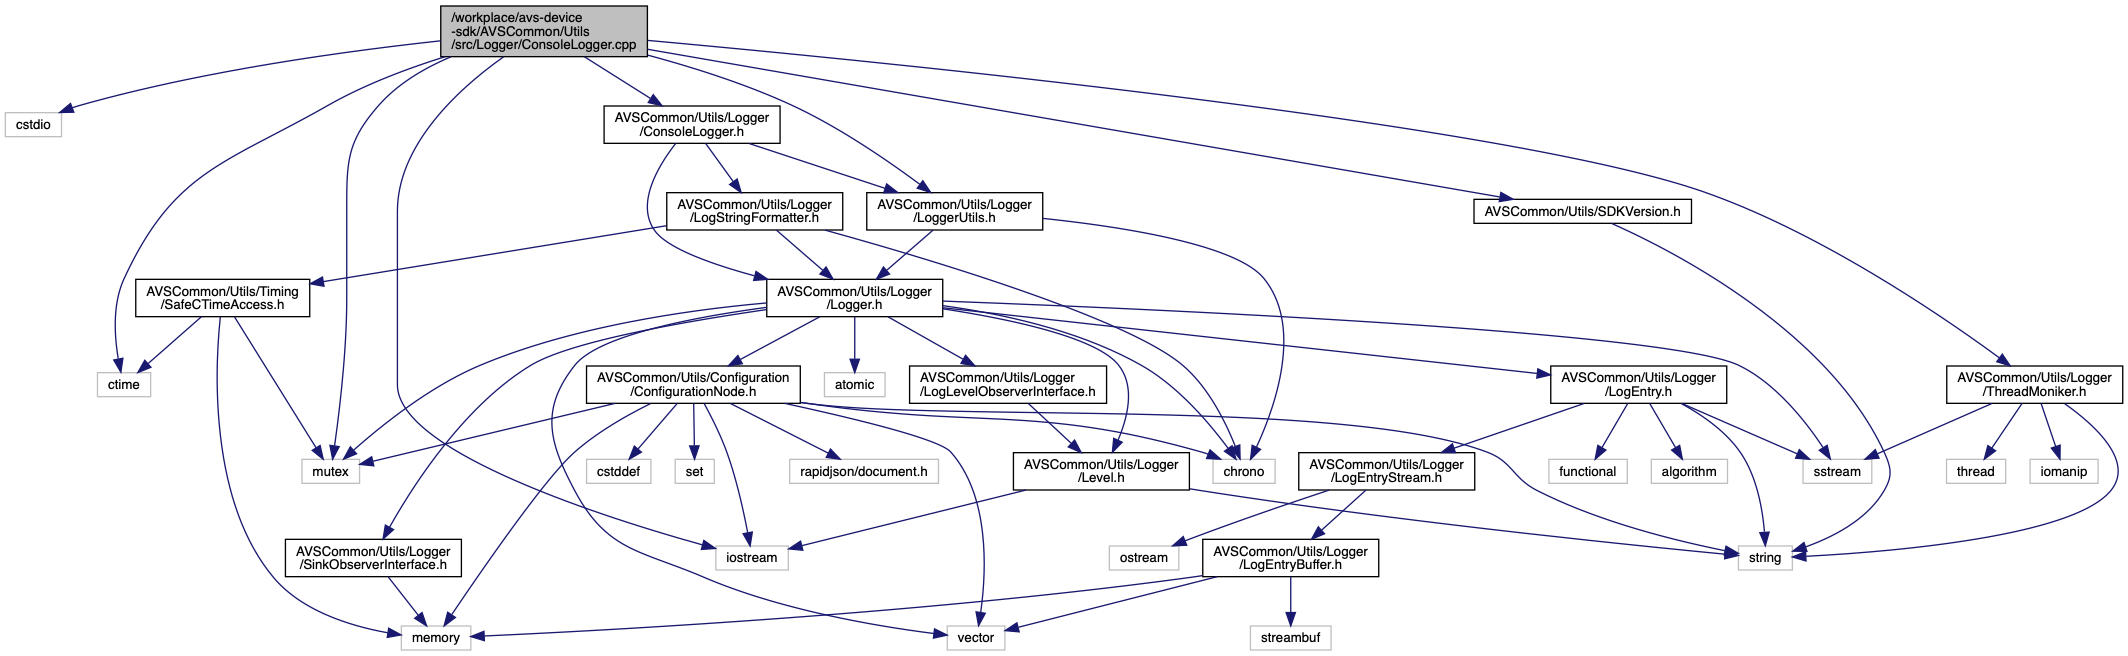 /workplace/avs-device
-sdk/AVSCommon/Utils
/src/Logger/ConsoleLogger.cpp
cstdio
AVSCommon/Utils/Logger
/ConsoleLogger.h
AVSCommon/Utils/Logger
/LogStringFormatter.h
AVSCommon/Utils/Logger
/LoggerUtils.h
AVSCommon/Utils/SDKVersion.h
AVSCommon/Utils/Timing
/SafeCTimeAccess.h
AVSCommon/Utils/Logger
/Logger.h
ctime
AVSCommon/Utils/Configuration
/ConfigurationNode.h
atomic
AVSCommon/Utils/Logger
/LogLevelObserverInterface.h
AVSCommon/Utils/Logger
/LogEntry.h
AVSCommon/Utils/Logger
/ThreadMoniker.h
mutex
cstddef
set
rapidjson/document.h
AVSCommon/Utils/Logger
/Level.h
chrono
AVSCommon/Utils/Logger
/LogEntryStream.h
functional
algorithm
sstream
thread
iomanip
AVSCommon/Utils/Logger
/SinkObserverInterface.h
iostream
ostream
AVSCommon/Utils/Logger
/LogEntryBuffer.h
string
memory
vector
streambuf